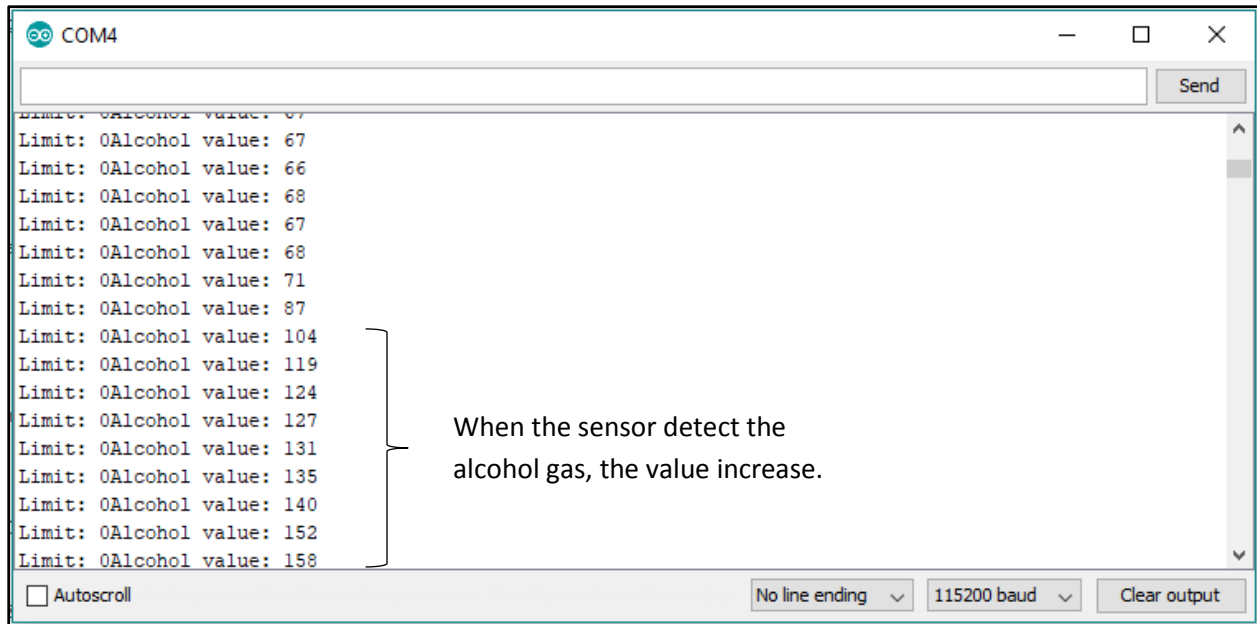 COM4
Send
Limit: 0Alcohol value: 67
Limit: 0Alcohol value: 67
Limit: 0Alcohol value: 66
Limit: 0Alcohol value: 68
Limit: 0Alcohol value: 67
Limit: 0Alcohol value: 68
Limit: 0Alcohol value: 71
Limit: 0Alcohol value: 87
Limit: 0Alcohol value: 104
Limit: 0Alcohol value: 119
Limit: 0Alcohol value: 124
Limit: 0Alcohol value: 127
Limit: 0Alcohol value: 131
Limit: 0Alcohol value: 135
Limit: 0Alcohol value: 140
Limit: 0Alcohol value: 152
Limit: 0Alcohol value: 158
When the sensor detect the
alcohol gas, the value increase.
Autoscroll
No line ending
115200 baud
Clear output